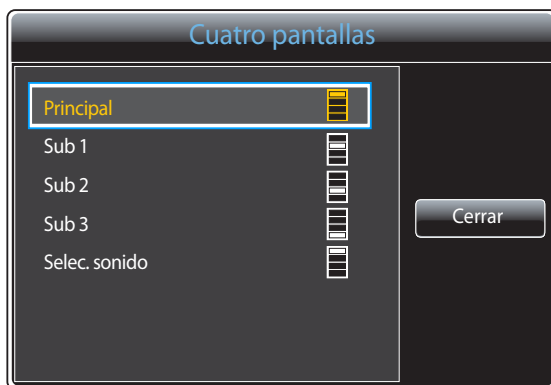 Cuatro pantallas
Principal
Sub 1
Sub 2
Sub 3
Selec. sonido
Cerrar